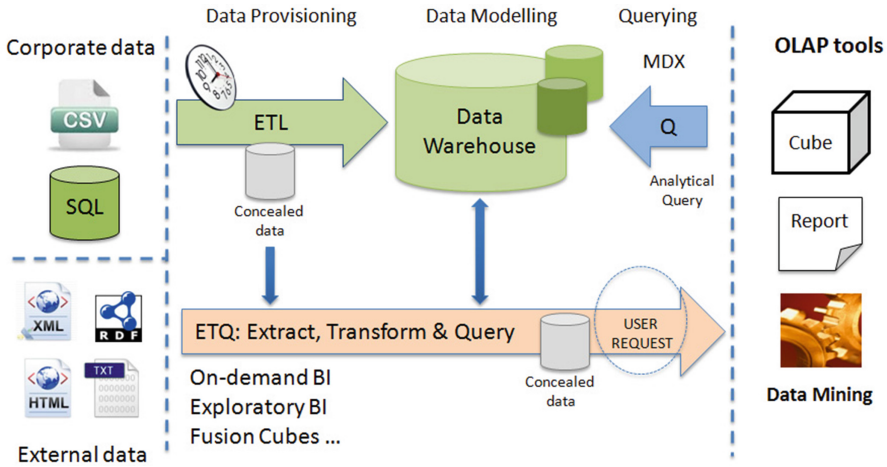 Data Provisioning
Data Modelling
Querying
Corporate data
OLAP tools
CSV
SQL
ETL
Concealed
data
Data
Warehouse
MDX
Q
Analytical
Query
Cube
Report
XML
RDF
HTML
TXT
External data
ETQ: Extract, Transform & Query
Concealed
data
USER
REQUEST
On-demand BI
Exploratory BI
Fusion Cubes ...
Data Mining